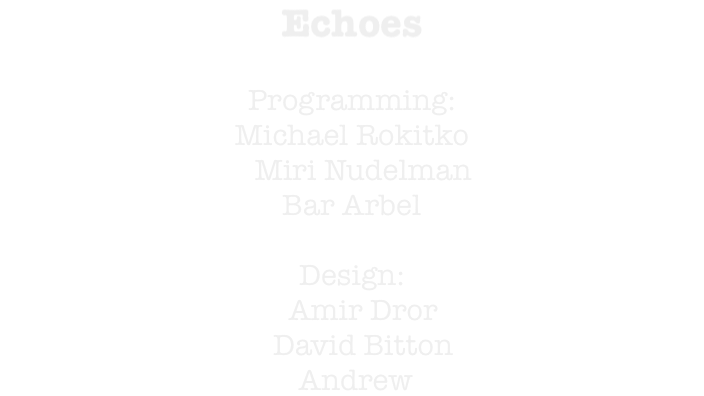 Echoes
Programming:
Michael Rokitko
Miri Nudelman
Bar Arbel
Design:
Amir Dror
David Bitton
Andrew